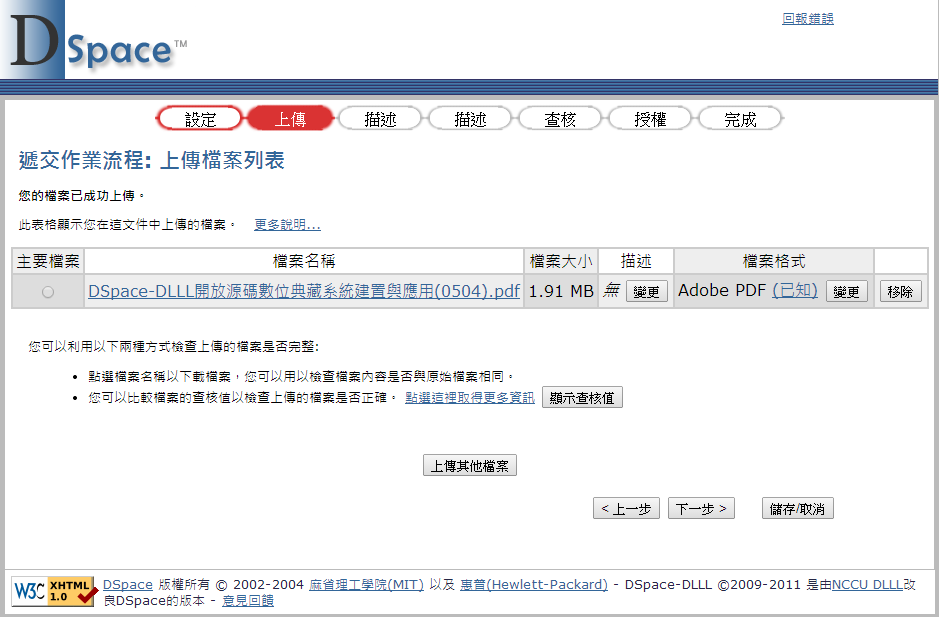 DSpace™
回報錯誤
設定 上傳 描述 描述 查核 授權 完成
遞交作業流程: 上傳檔案列表
您的檔案已成功上傳。
此表格顯示您在這文件中上傳的檔案。 更多說明...
主要檔案 檔案名稱 檔案大小 描述 檔案格式
DSpace-DLLL開放源碼數位典藏系統建置與應用(0504).pdf 1.91 MB 無 變更 Adobe PDF (已知) 變更 移除
您可以利用以下兩種方式檢查上傳的檔案是否完整:
• 點選檔案名稱以下載檔案，您可以用以檢查檔案內容是否與原始檔案相同。
• 您可以比較檔案的查核值以檢查上傳的檔案是否正確。 點選這裡取得更多資訊 顯示查核值
上傳其他檔案
< 上一步 下一步 > 儲存/取消
W3C XHTML 1.0
DSpace 版權所有 © 2002-2004 麻省理工學院(MIT) 以及 惠普(Hewlett-Packard) - DSpace-DLLL ©2009-2011 是由NCCU DLLL改
良DSpace的版本 - 意見回饋